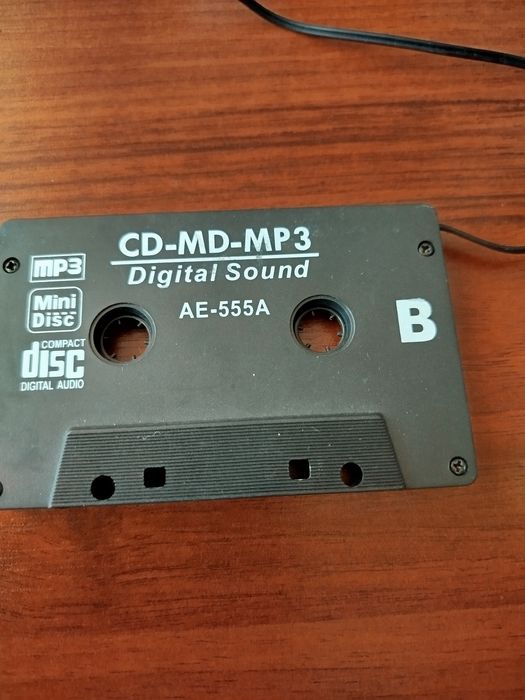 CD-MD-MP3
Digital Sound
AE-555A
mp3
Mini
Disc
COMPACT
disc
DIGITAL AUDIO
B